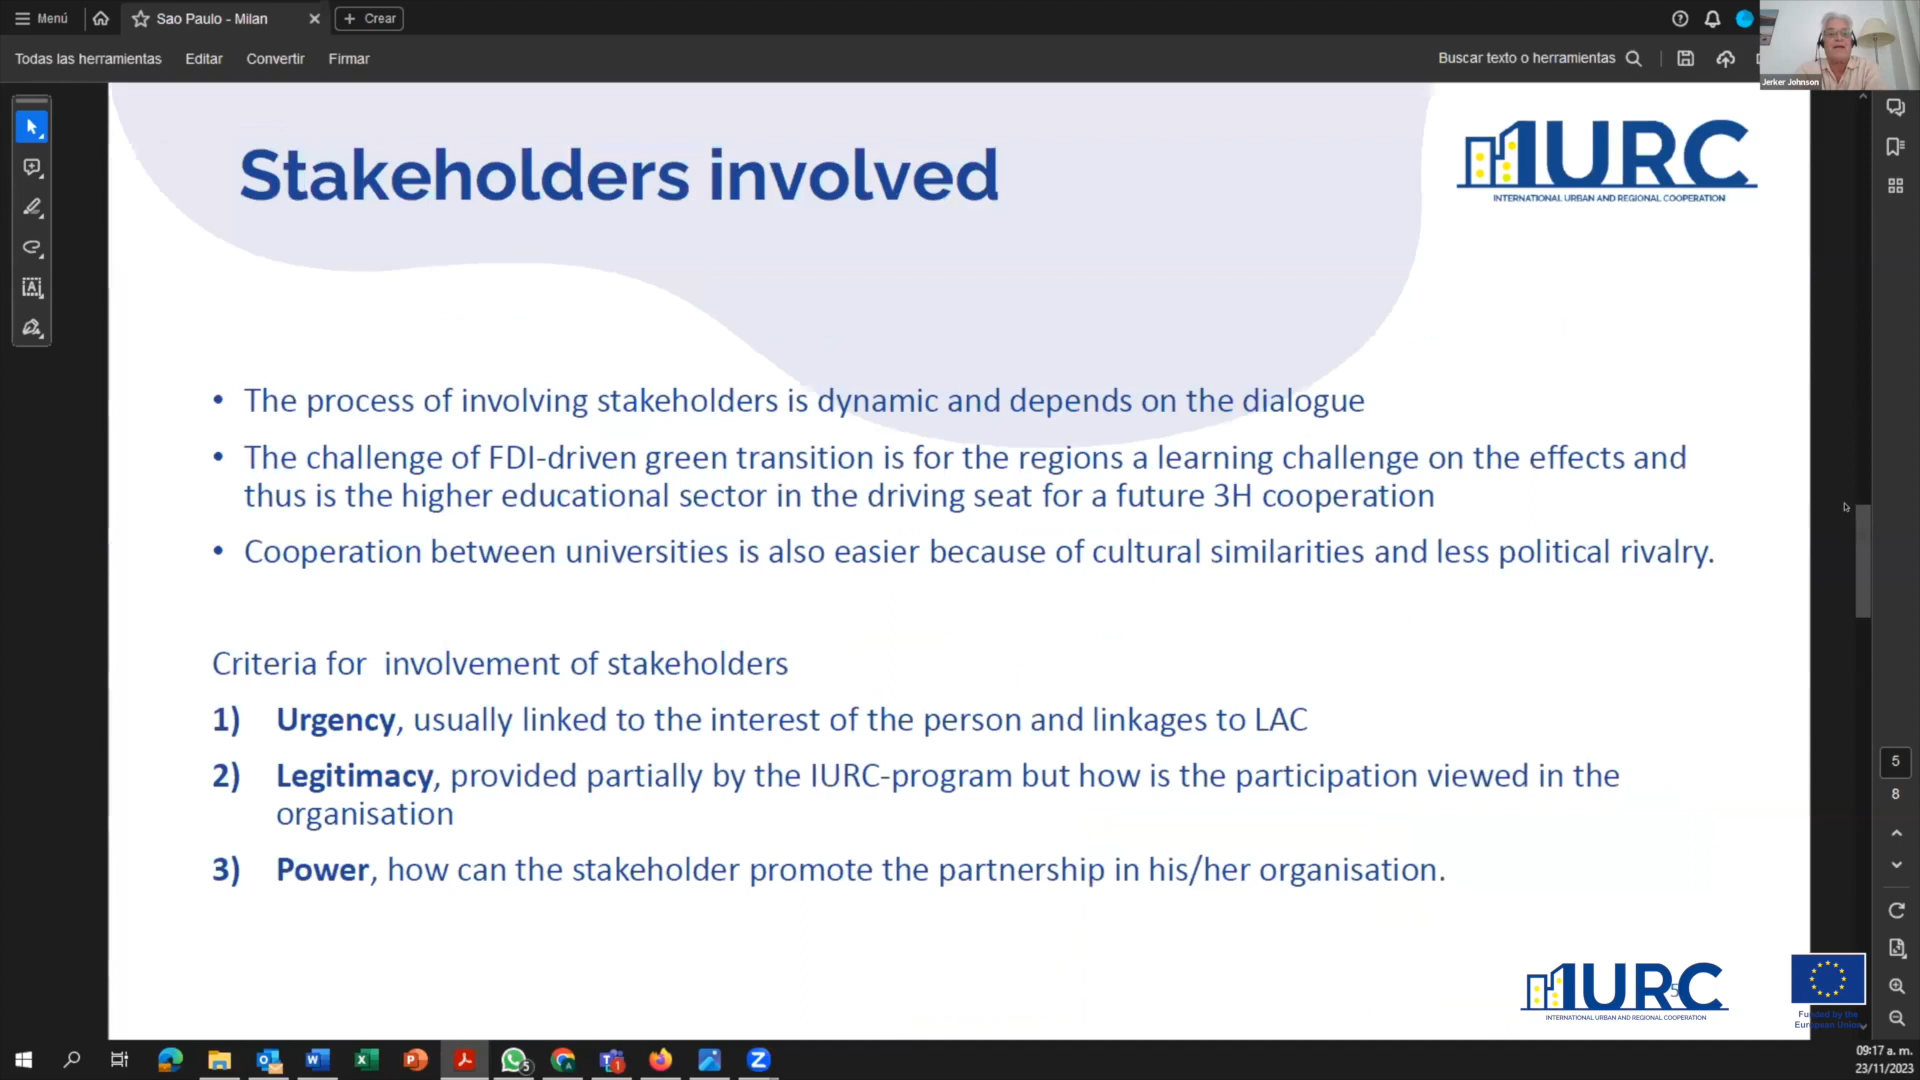 Menú
Sao Paulo - Milan
Crear
Todas las herramientas
Editar
Convertir
Firmar
Buscar texto o herramientas
Jerker Johnson
Stakeholders involved
IURC
INTERNATIONAL URBAN AND REGIONAL COOPERATION
• The process of involving stakeholders is dynamic and depends on the dialogue
• The challenge of FDI-driven green transition is for the regions a learning challenge on the effects and
thus is the higher educational sector in the driving seat for a future 3H cooperation
• Cooperation between universities is also easier because of cultural similarities and less political rivalry.
Criteria for involvement of stakeholders
1) Urgency, usually linked to the interest of the person and linkages to LAC
2) Legitimacy, provided partially by the IURC-program but how is the participation viewed in the
organisation
3) Power, how can the stakeholder promote the partnership in his/her organisation.
5
8
IURC
5
INTERNATIONAL URBAN AND REGIONAL COOPERATION
Funded by the
European Union
5
1
09:17 a. m.
23/11/2023